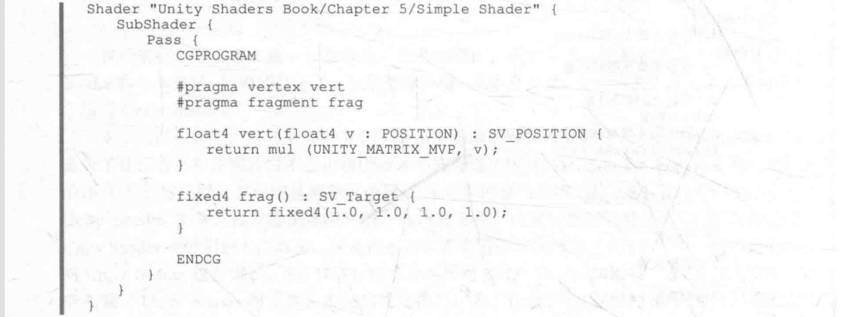 Shader "Unity Shaders Book/Chapter 5/Simple Shader" {
SubShader {
Pass {
CGPROGRAM
#pragma vertex vert
#pragma fragment frag
float4 vert(float4 v : POSITION) : SV_POSITION {
return mul (UNITY_MATRIX_MVP, v);
}
fixed4 frag() : SV_Target {
return fixed4(1.0, 1.0, 1.0, 1.0);
}
ENDCG
}
}
}